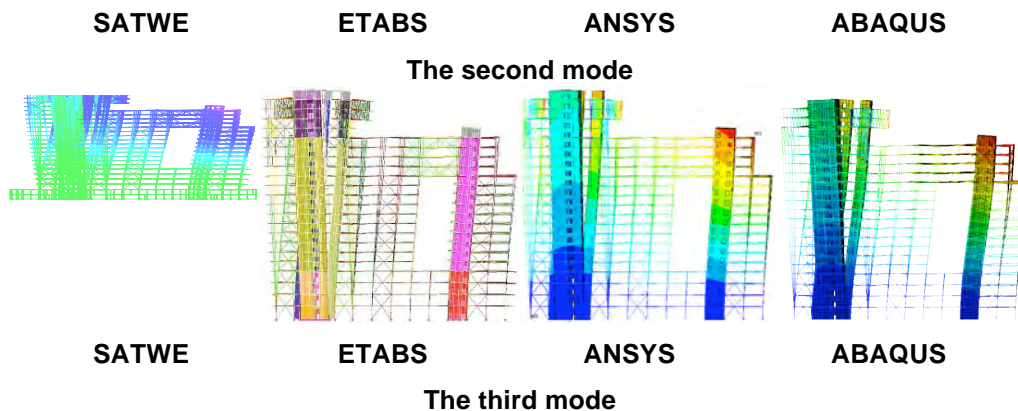 SATWE ETABS ANSYS ABAQUS
The second mode
SATWE ETABS ANSYS ABAQUS
The third mode